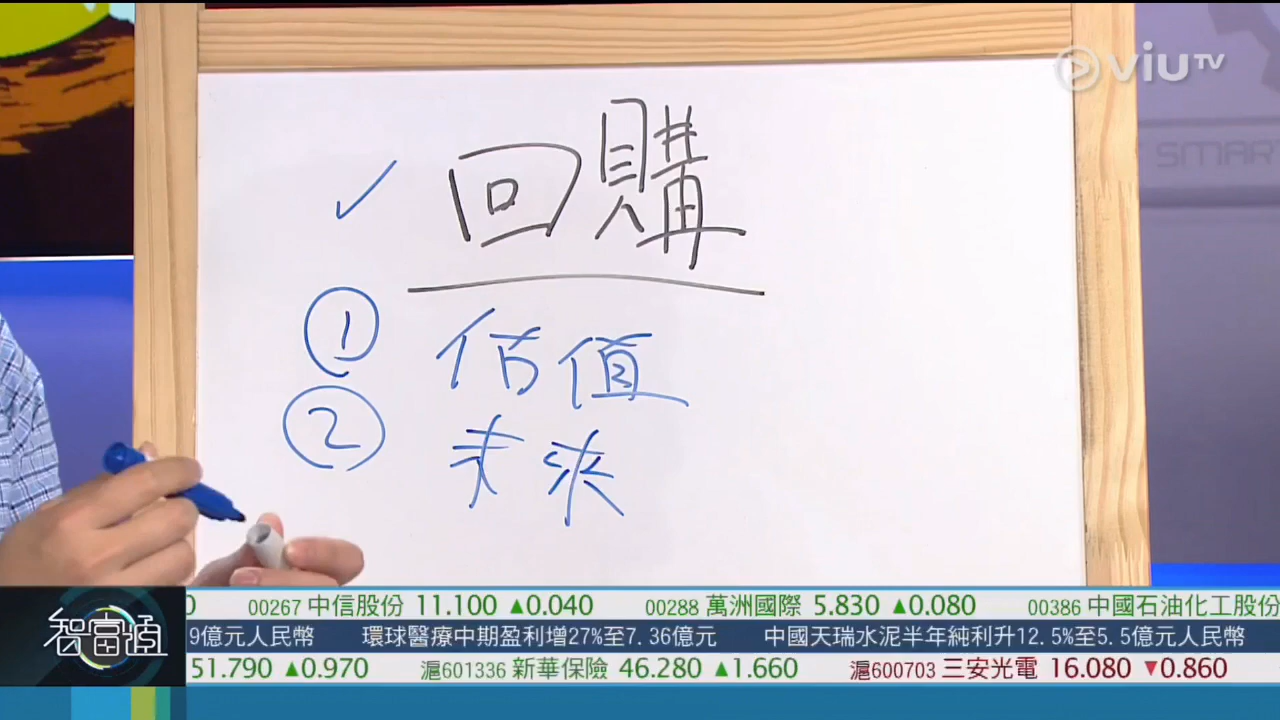 viuTV
SMART
✓ 回購
① 估值
② 未來
智富通
0 00267 中信股份 11.100 ▲0.040 00288 萬洲國際 5.830 ▲0.080 00386 中國石油化工股份
9億元人民幣 環球醫療中期盈利增27%至7.36億元 中國天瑞水泥半年純利升12.5%至5.5億元人民幣
51.790 ▲0.970 滬601336 新華保險 46.280 ▲1.660 滬600703 三安光電 16.080 ▼0.860